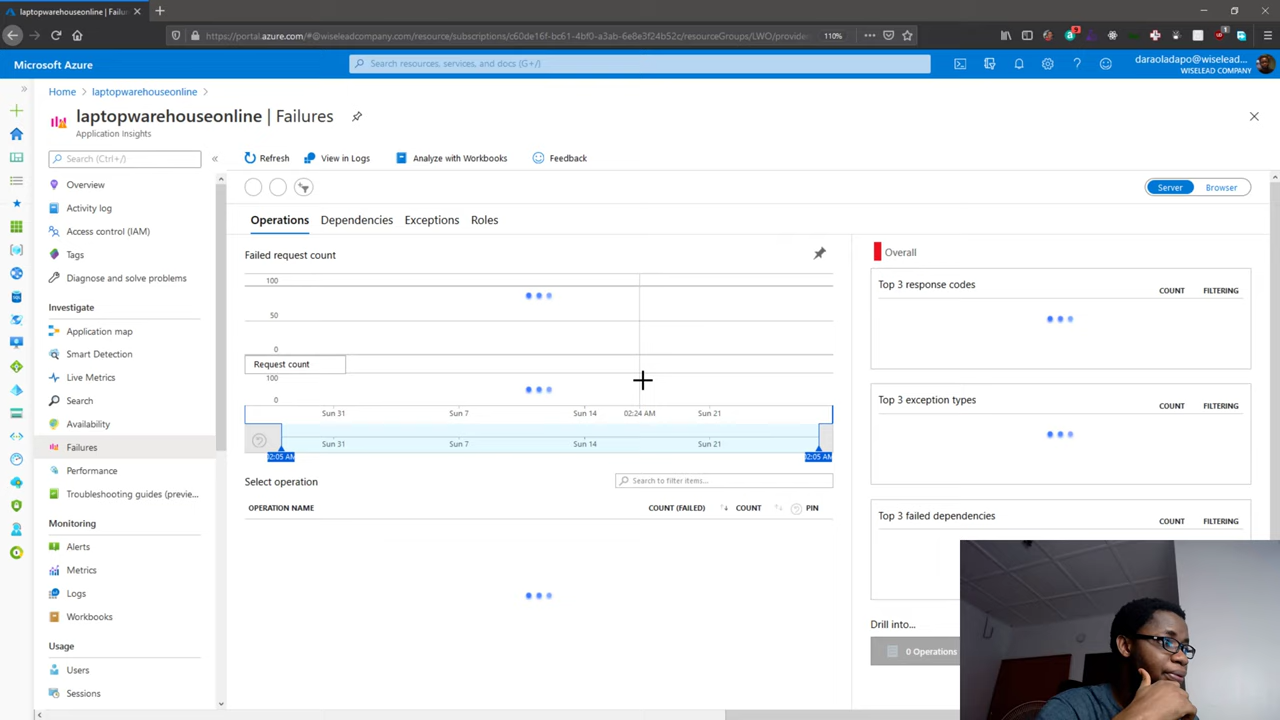 laptopwarehouseonline | Failu
https://portal.azure.com/#@wiseleadcompany.com/resource/subscriptions/c60de16f-bc61-4bf0-a3ab-6e8e3f24b52c/resourceGroups/LWO/provider
110%
Microsoft Azure
Search resources, services, and docs (G+/)
daraoladapo@wiselead...
WISELEAD COMPANY
Home > laptopwarehouseonline >
laptopwarehouseonline | Failures
Application Insights
Search (Ctrl+/)
Refresh
View in Logs
Analyze with Workbooks
Feedback
Server
Browser
Overview
Activity log
Access control (IAM)
Tags
Diagnose and solve problems
Investigate
Application map
Smart Detection
Live Metrics
Search
Availability
Failures
Performance
Troubleshooting guides (previe...
Monitoring
Alerts
Metrics
Logs
Workbooks
Usage
Users
Sessions
Operations
Dependencies
Exceptions
Roles
Failed request count
100
50
0
Request count
100
0
Sun 31
Sun 7
Sun 14
02:24 AM
Sun 21
Sun 31
Sun 7
Sun 14
Sun 21
02:05 AM
02:05 AM
Select operation
Search to filter items...
OPERATION NAME
COUNT (FAILED)
COUNT
PIN
Overall
Top 3 response codes
COUNT
FILTERING
Top 3 exception types
COUNT
FILTERING
Top 3 failed dependencies
COUNT
FILTERING
Drill into...
0 Operations